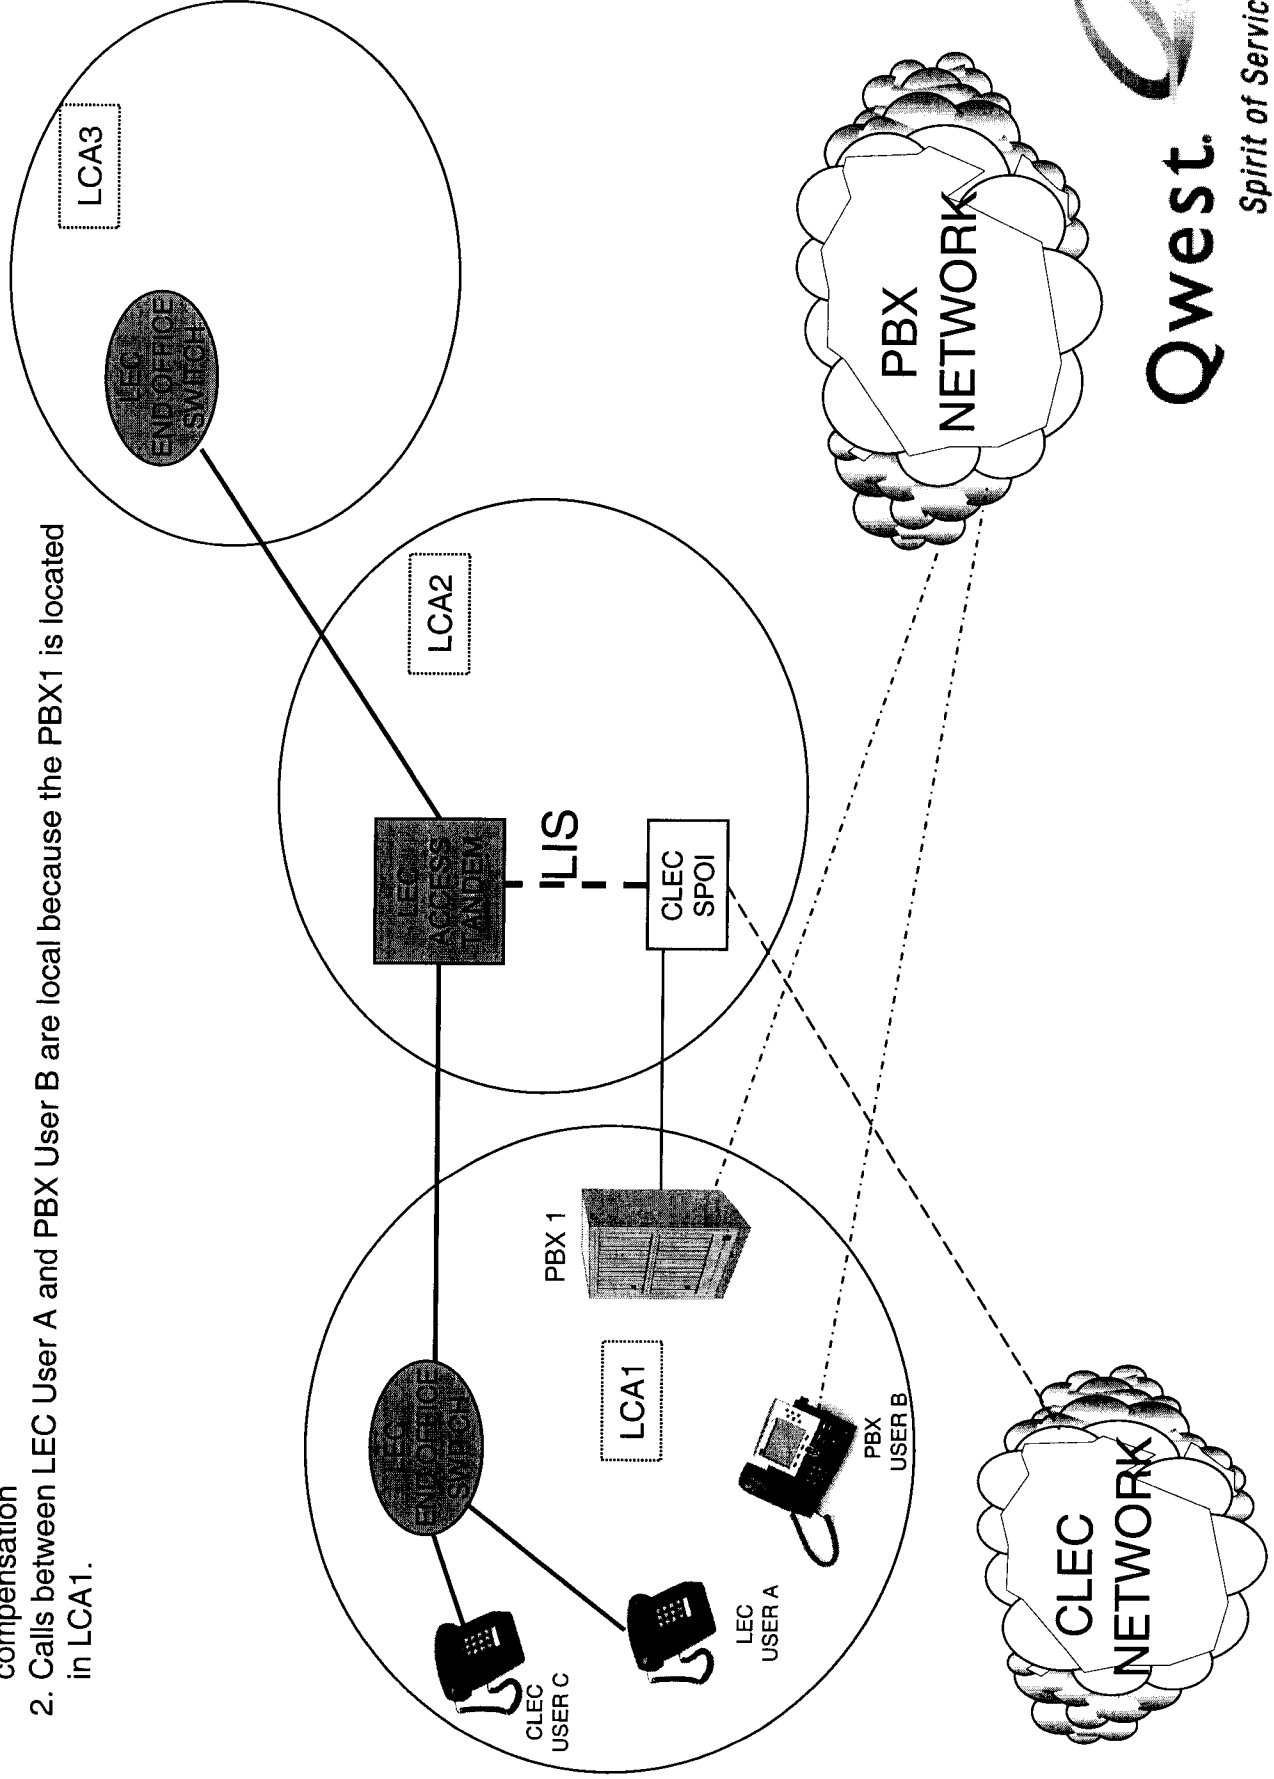 compensation
2. Calls between LEC User A and PBX User B are local because the PBX1 is located
in LCA1.
LCA3
LEC
END OFFICE
SWITCH
LCA2
LEC
ACCESS
TANDEM
LIS
CLEC
SPOI
PBX 1
LCA1
LEC
END OFFICE
SWITCH
CLEC
USER C
LEC
USER A
PBX
USER B
PBX
NETWORK
CLEC
NETWORK
Qwest.
Spirit of Servic